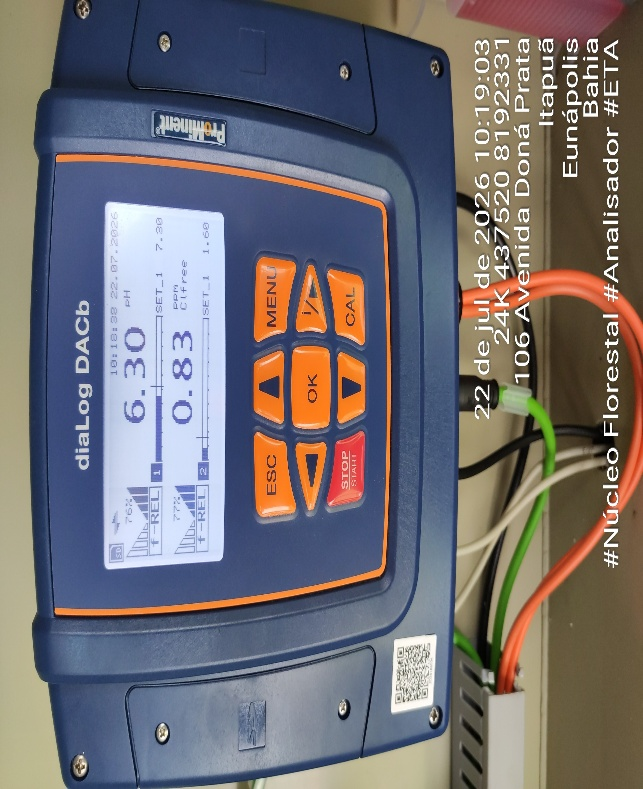 ProMinent®
diaLog DACb
10:18:38 22.07.2026
76%
6.30 pH
f-REL
1
SET_1 7.30
77%
0.83 ppm
Clfree
f-REL
2
SET_1 1.60
ESC
MENU
OK
STOP
START
CAL
22 de jul de 2026 10:19:03
24K 437520 8192331
106 Avenida Doná Prata
Itapuã
Eunápolis
Bahia
#Núcleo Florestal #Analisador #ETA